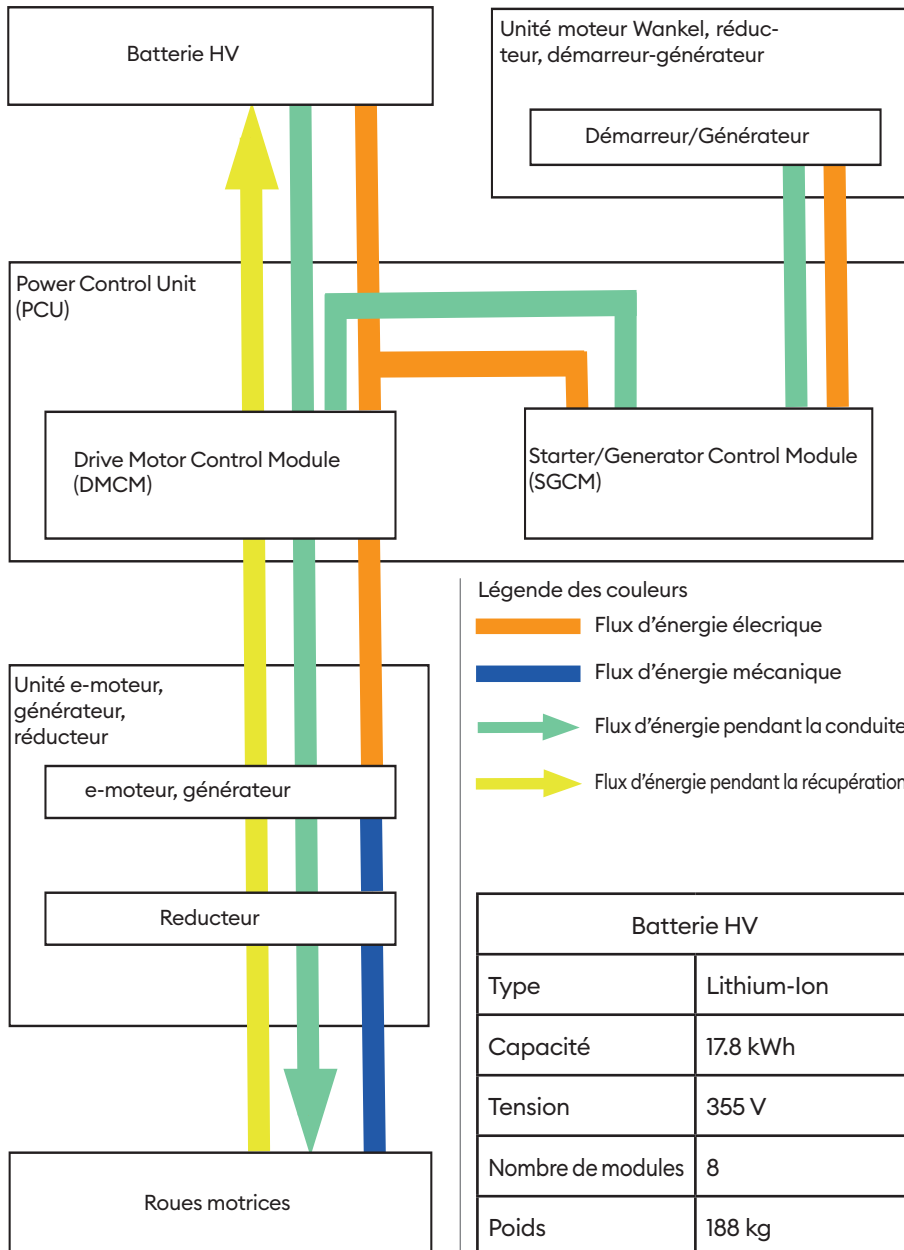 Batterie HV
Unité moteur Wankel, réduc-
teur, démarreur-générateur
Démarreur/Générateur
Power Control Unit
(PCU)
Drive Motor Control Module
(DMCM)
Starter/Generator Control Module
(SGCM)
Légende des couleurs
Flux d'énergie élecrique
Flux d'énergie mécanique
Flux d'énergie pendant la conduite
Flux d'énergie pendant la récupération
Unité e-moteur,
générateur,
réducteur
e-moteur, générateur
Reducteur
Roues motrices
Batterie HV
Type Lithium-Ion
Capacité 17.8 kWh
Tension 355 V
Nombre de modules 8
Poids 188 kg